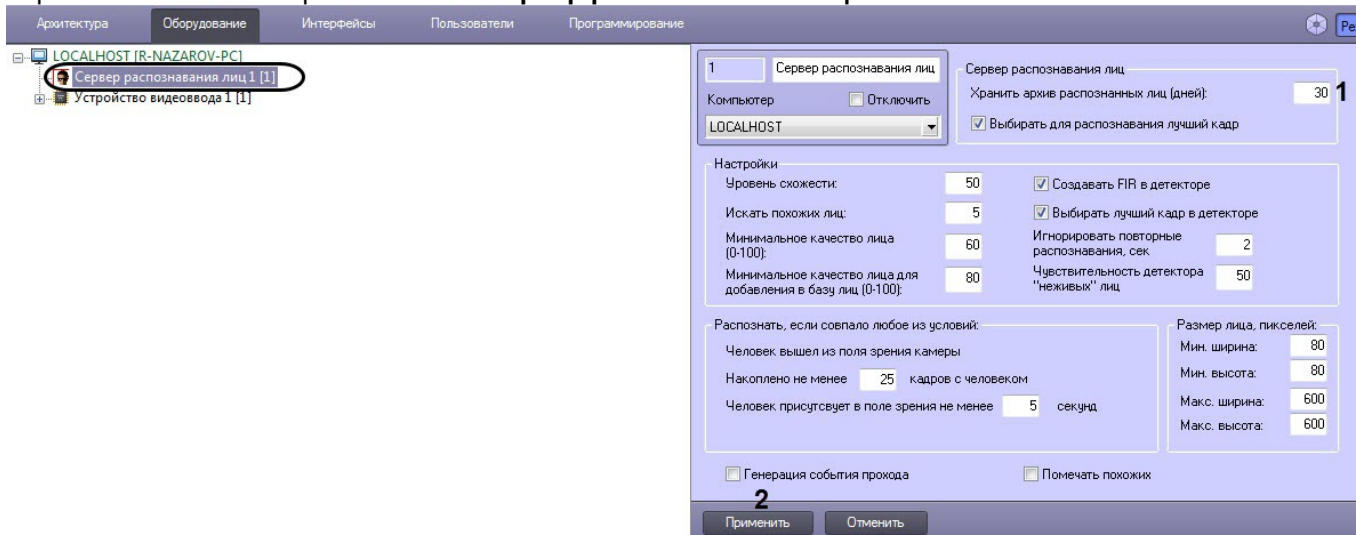 Архитектура Оборудование Интерфейсы Пользователи Программирование
LOCALHOST [R-NAZAROV-PC]
Сервер распознавания лиц 1 [1]
Устройство видеоввода 1 [1]
1 Сервер распознавания лиц
Компьютер Отключить
LOCALHOST
Сервер распознавания лиц
Хранить архив распознанных лиц (дней): 30 1
Выбирать для распознавания лучший кадр
Настройки
Уровень схожести: 50 Создавать FIR в детекторе
Искать похожих лиц: 5 Выбирать лучший кадр в детекторе
Минимальное качество лица
(0-100): 60
Игнорировать повторные
распознавания, сек 2
Минимальное качество лица для
добавления в базу лиц (0-100): 80
Чувствительность детектора
"неживых" лиц 50
Распознать, если совпало любое из условий:
Человек вышел из поля зрения камеры
Накоплено не менее 25 кадров с человеком
Человек присутсвует в поле зрения не менее 5 секунд
Размер лица, пикселей:
Мин. ширина: 80
Мин. высота: 80
Макс. ширина: 600
Макс. высота: 600
Генерация события прохода Помечать похожих
2
Применить Отменить